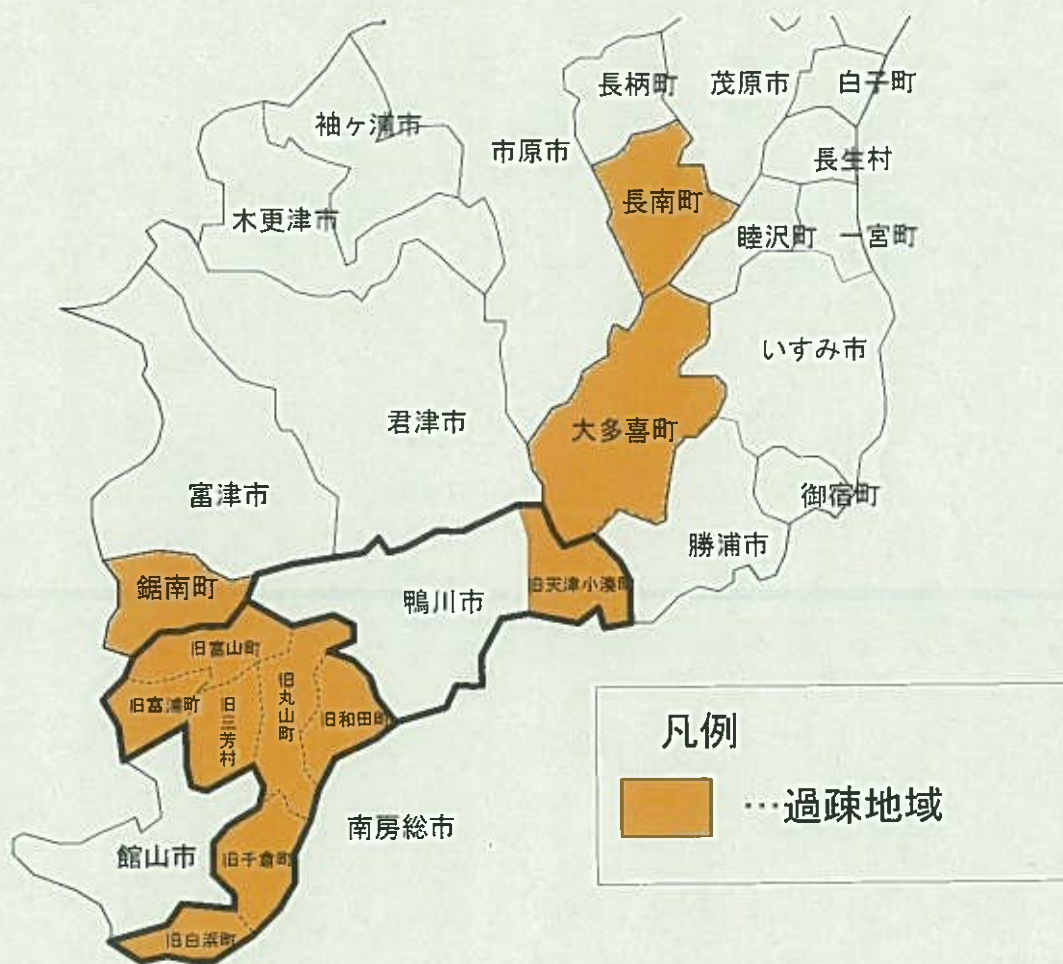 長柄町
茂原市
白子町
袖ヶ浦市
市原市
長生村
長南町
木更津市
睦沢町
一宮町
いすみ市
君津市
大多喜町
富津市
御宿町
勝浦市
鋸南町
鴨川市
旧天津小湊町
旧富山町
旧富浦町
旧三芳村
旧丸山町
旧和田町
南房総市
館山市
旧千倉町
旧白浜町
凡例
…過疎地域